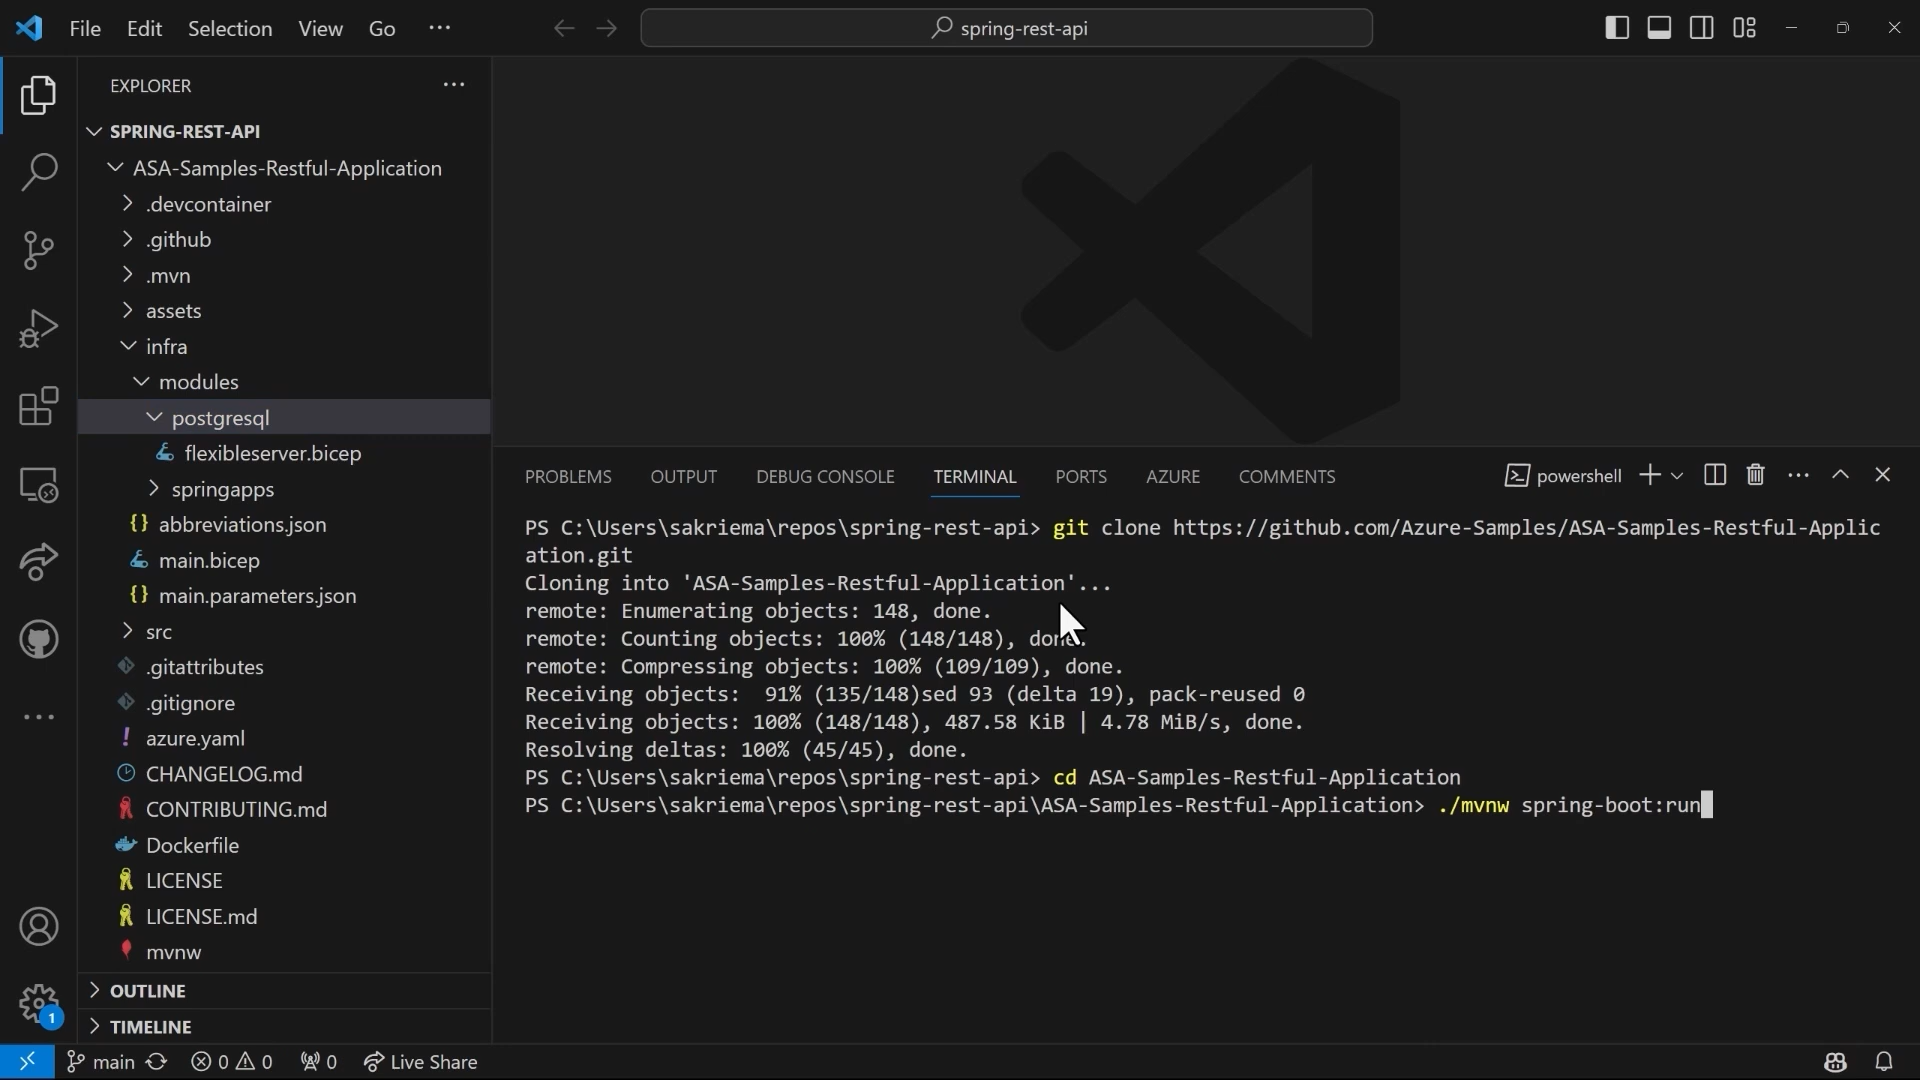 File Edit Selection View Go ···
spring-rest-api
EXPLORER
SPRING-REST-API
ASA-Samples-Restful-Application
.devcontainer
.github
.mvn
assets
infra
modules
postgresql
flexibleserver.bicep
springapps
{} abbreviations.json
main.bicep
{} main.parameters.json
src
.gitattributes
.gitignore
! azure.yaml
CHANGELOG.md
CONTRIBUTING.md
Dockerfile
LICENSE
LICENSE.md
mvnw
OUTLINE
TIMELINE
1
PROBLEMS OUTPUT DEBUG CONSOLE TERMINAL PORTS AZURE COMMENTS
powershell
PS C:\Users\sakriema\repos\spring-rest-api> git clone https://github.com/Azure-Samples/ASA-Samples-Restful-Applic
ation.git
Cloning into 'ASA-Samples-Restful-Application'...
remote: Enumerating objects: 148, done.
remote: Counting objects: 100% (148/148), done.
remote: Compressing objects: 100% (109/109), done.
Receiving objects:  91% (135/148)sed 93 (delta 19), pack-reused 0
Receiving objects: 100% (148/148), 487.58 KiB | 4.78 MiB/s, done.
Resolving deltas: 100% (45/45), done.
PS C:\Users\sakriema\repos\spring-rest-api> cd ASA-Samples-Restful-Application
PS C:\Users\sakriema\repos\spring-rest-api\ASA-Samples-Restful-Application> ./mvnw spring-boot:run
main 0 0 0 Live Share